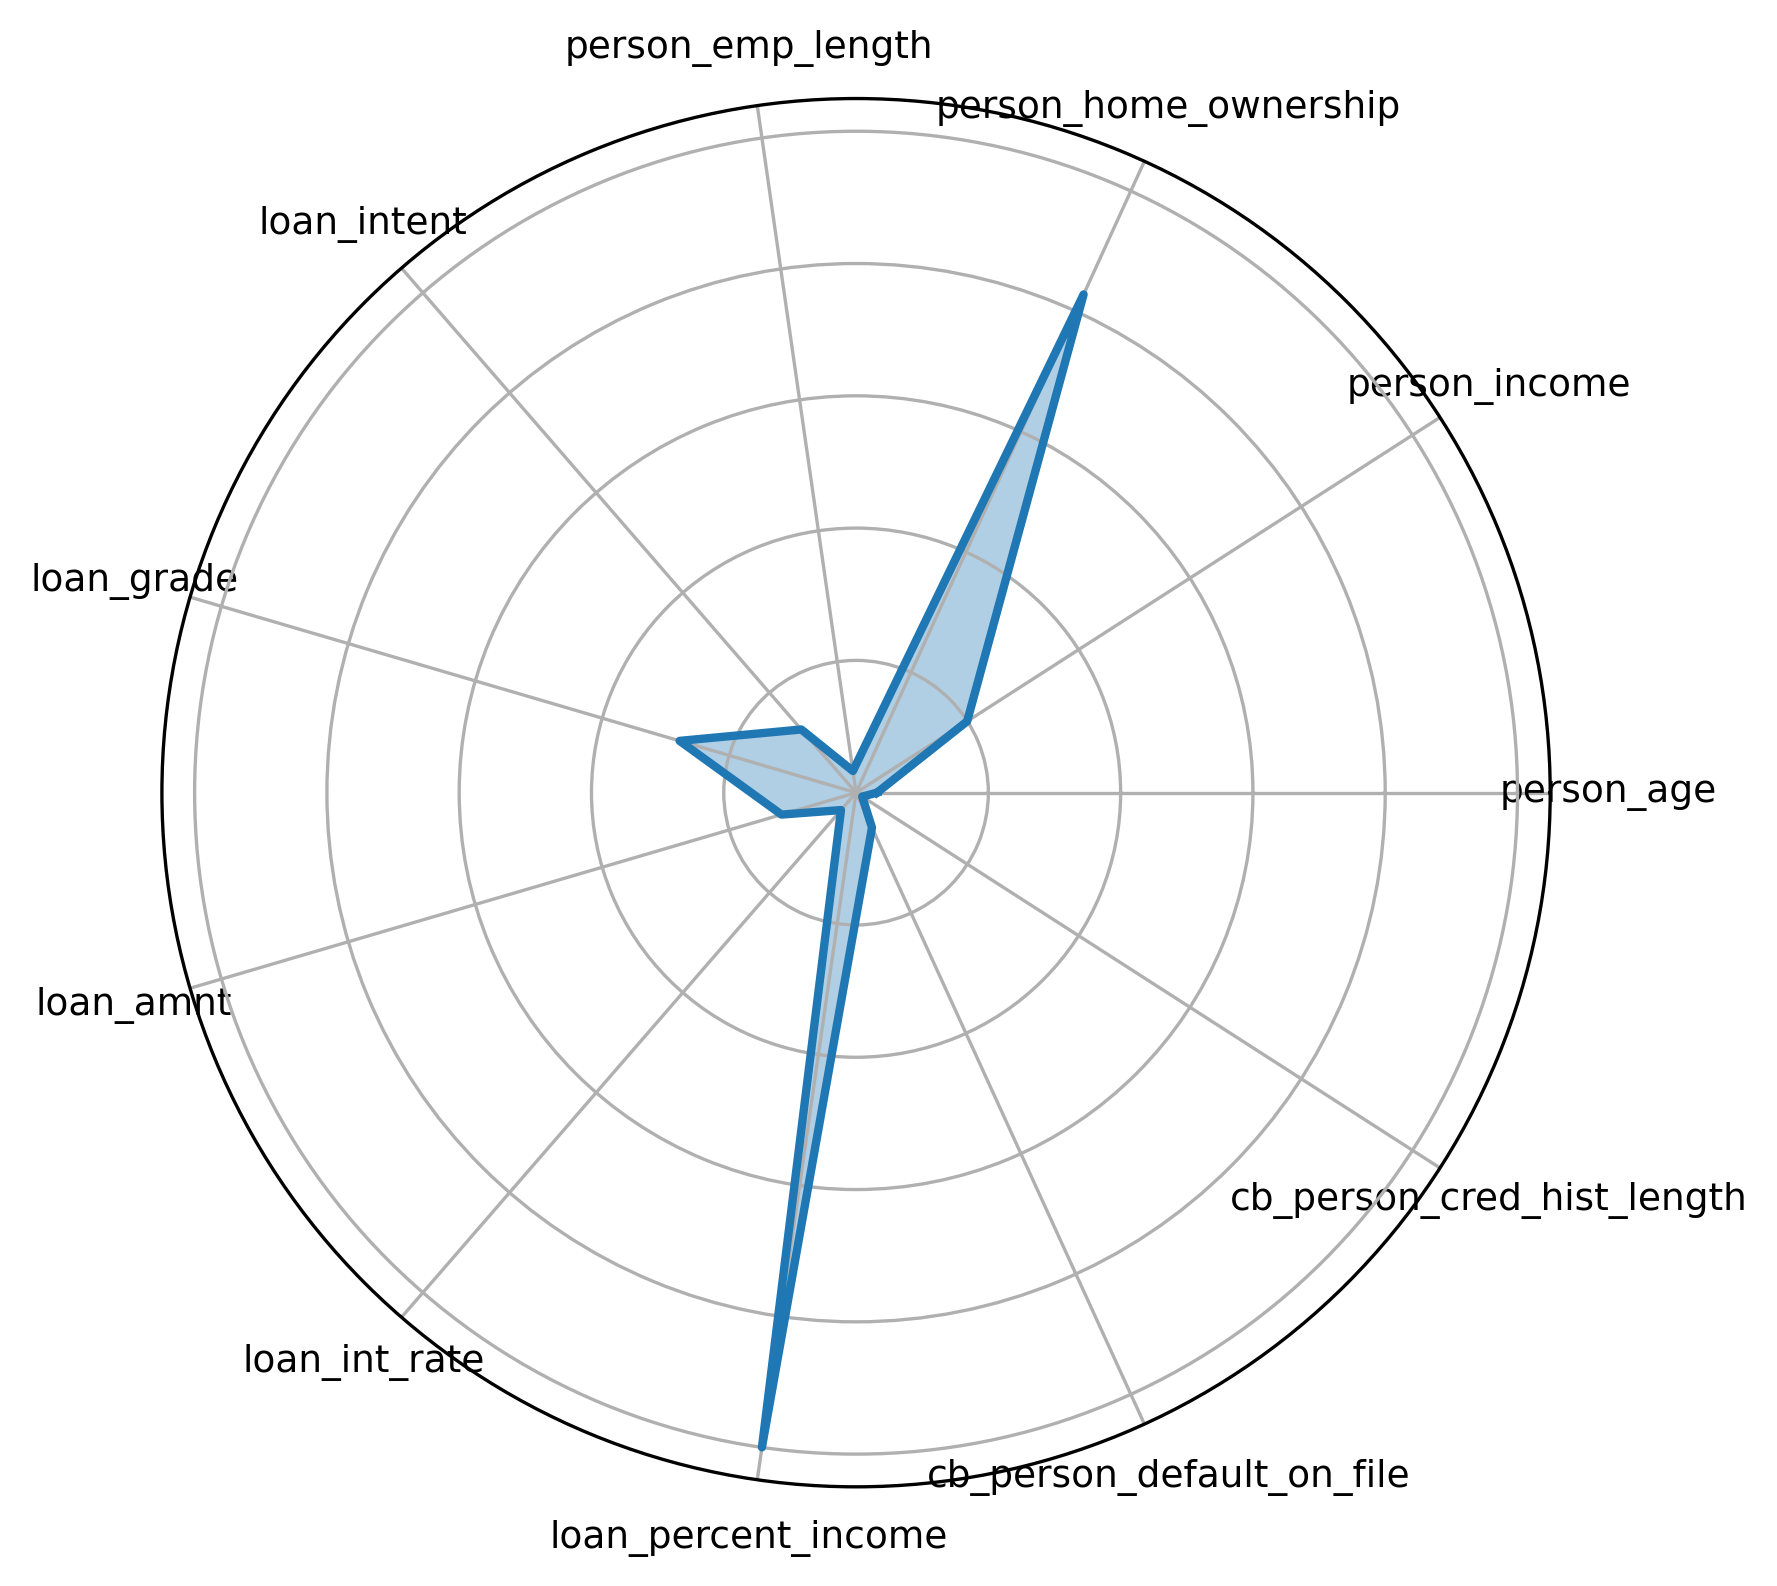 person_emp_length
person_home_ownership
loan_intent
person_income
loan_grade
person_age
loan_amnt
cb_person_cred_hist_length
loan_int_rate
cb_person_default_on_file
loan_percent_income